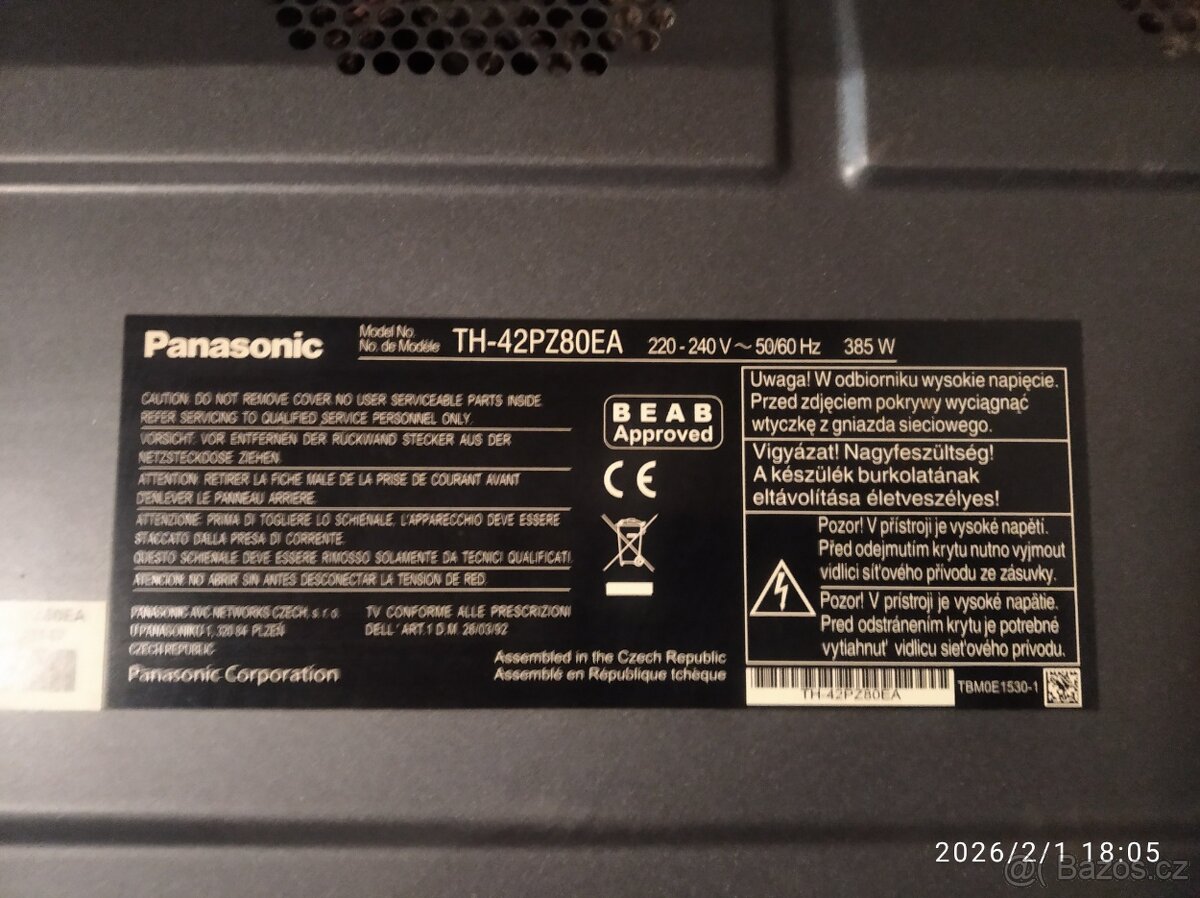 Panasonic
Model No.
No. de Modèle
TH-42PZ80EA
220 - 240 V ~ 50/60 Hz
385 W
CAUTION: DO NOT REMOVE COVER NO USER SERVICEABLE PARTS INSIDE.
REFER SERVICING TO QUALIFIED SERVICE PERSONNEL ONLY.
VORSICHT: VOR ENTFERNEN DER RÜCKWAND STECKER AUS DER
NETZSTECKDOSE ZIEHEN.
ATTENTION: RETIRER LA FICHE MALE DE LA PRISE DE COURANT AVANT
D'ENLEVER LE PANNEAU ARRIERE.
ATTENZIONE: PRIMA DI TOGLIERE LO SCHIENALE, L'APPARECCHIO DEVE ESSERE
STACCATO DALLA PRESA DI CORRENTE.
QUESTO SCHIENALE DEVE ESSERE RIMOSSO SOLAMENTE DA TECNICI QUALIFICATI.
ATENCION: NO ABRIR SIN ANTES DESCONECTAR LA TENSION DE RED.
PANASONIC AVC NETWORKS CZECH, s. r. o.
U PANASONIKU 1, 320 84 PLZEŇ
CZECH REPUBLIC
TV CONFORME ALLE PRESCRIZIONI
DELL' ART.1 D.M. 26/03/92
Panasonic Corporation
Assembled in the Czech Republic
Assemblé en République tchèque
BEAB
Approved
CE
Uwaga! W odbiorniku wysokie napięcie.
Przed zdjęciem pokrywy wyciągnąć
wtyczkę z gniazda sieciowego.
Vigyázat! Nagyfeszültség!
A készülék burkolatának
eltávolítása életveszélyes!
Pozor! V přístroji je vysoké napětí.
Před odejmutím krytu nutno vyjmout
vidlici síťového přívodu ze zásuvky.
Pozor! V prístroji je vysoké napätie.
Pred odstránením krytu je potrebné
vytiahnuť vidlicu sieťového prívodu.
TH-42PZ80EA
TBM0E1530-1
2026/2/1 18:05
@( Bazos.cz